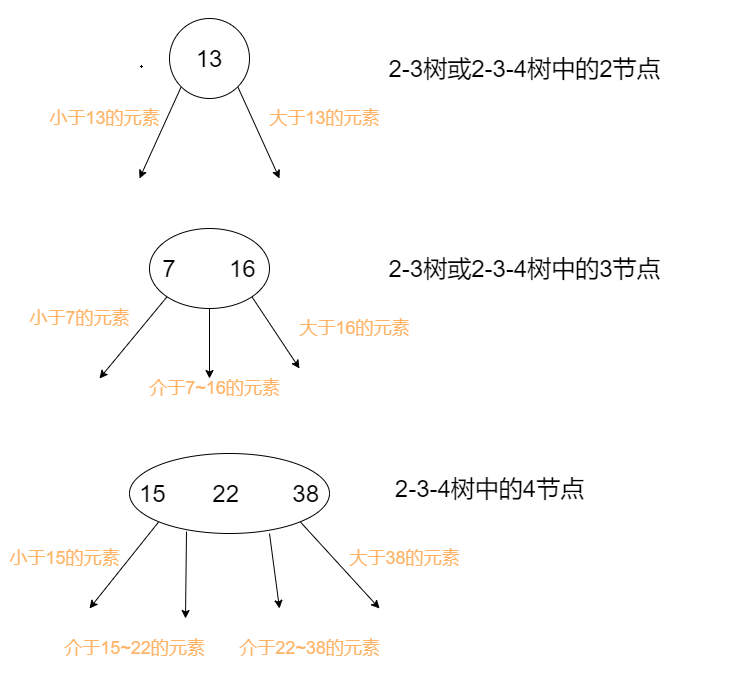 13
2-3树或2-3-4树中的2节点
小于13的元素
大于13的元素
7 16
2-3树或2-3-4树中的3节点
小于7的元素
大于16的元素
介于7~16的元素
15 22 38
2-3-4树中的4节点
小于15的元素
大于38的元素
介于15~22的元素
介于22~38的元素